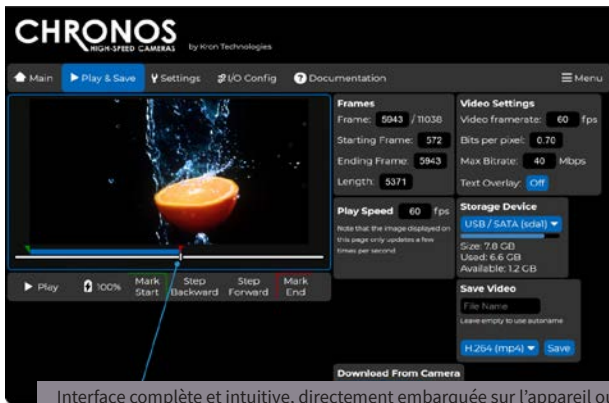 CHRONOS
HIGH-SPEED CAMERAS by Kron Technologies
Main Play & Save Settings I/O Config Documentation Menu
Frames
Frame: 5943 / 11038
Starting Frame: 572
Ending Frame: 5943
Length: 5371
Video Settings
Video framerate: 60 fps
Bits per pixel: 0.70
Max Bitrate: 40 Mbps
Text Overlay: Off
Play Speed 60 fps
Note that the image displayed on
this page only updates a few
times per second
Storage Device
USB / SATA (sda1)
Size: 7.8 GB
Used: 6.6 GB
Available: 1.2 GB
Play 100% Mark Start Step Backward Step Forward Mark End
Save Video
File Name
Leave empty to use autoname
H.264 (mp4) Save
Download From Camera
Interface complète et intuitive, directement embarquée sur l'appareil ou